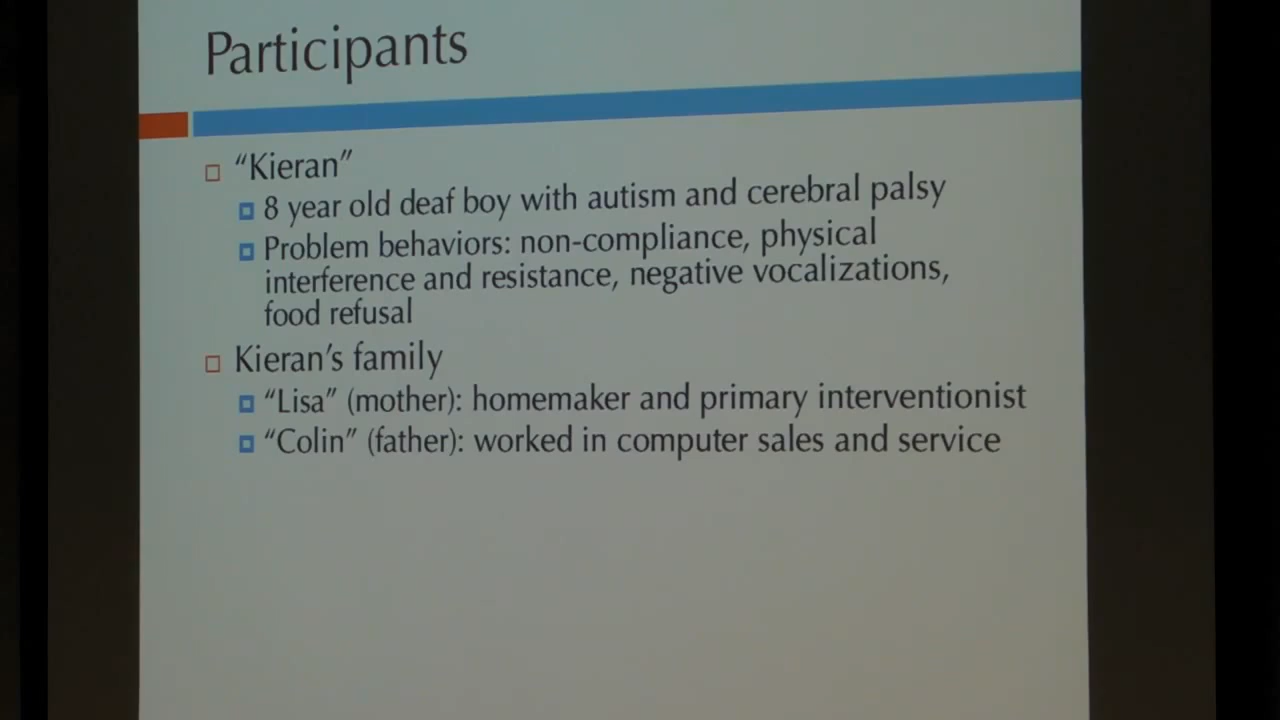 Participants
“Kieran”
8 year old deaf boy with autism and cerebral palsy
Problem behaviors: non-compliance, physical
interference and resistance, negative vocalizations,
food refusal
Kieran’s family
“Lisa” (mother): homemaker and primary interventionist
“Colin” (father): worked in computer sales and service